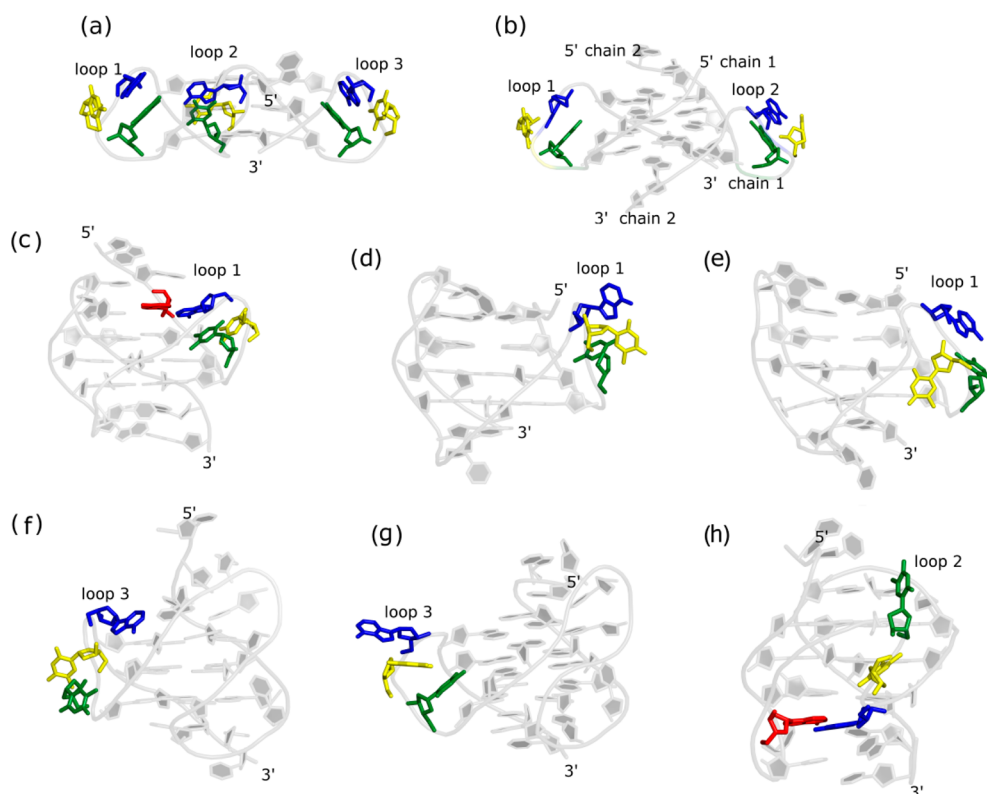 (a)
loop 1
loop 2
loop 3
5'
3'
(b)
5' chain 2
5' chain 1
loop 1
loop 2
3' chain 1
3' chain 2
(c)
5'
loop 1
3'
(d)
loop 1
5'
3'
(e)
5'
loop 1
3'
(f)
5'
loop 3
3'
(g)
5'
loop 3
3'
(h)
5'
loop 2
3'